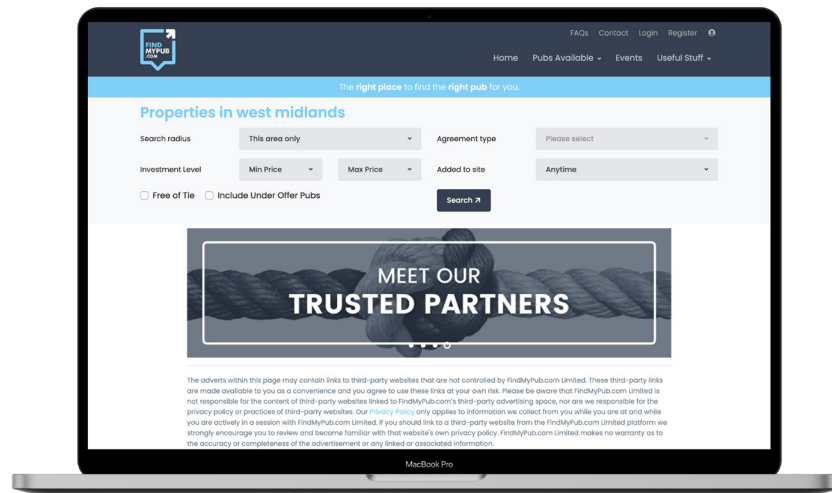 FAQs Contact Login Register
FIND
MYPUB
.COM
Home Pubs Available Events Useful Stuff
The right place to find the right pub for you.
Properties in west midlands
Search radius This area only Agreement type Please select
Investment Level Min Price Max Price Added to site Anytime
Free of Tie Include Under Offer Pubs Search
MEET OUR
TRUSTED PARTNERS
The adverts within this page may contain links to third-party websites that are not controlled by FindMyPub.com Limited. These third-party links
are made available to you as a convenience and you agree to use these links at your own risk. Please be aware that FindMyPub.com Limited is
not responsible for the content of third-party websites linked to FindMyPub.com's third-party advertising space, nor are we responsible for the
privacy policy or practices of third-party websites. Our Privacy Policy only applies to information we collect from you while you are at and while
you are actively in a session with FindMyPub.com Limited. If you should link to a third-party website from the FindMyPub.com Limited platform we
strongly encourage you to review and become familiar with that website's own privacy policy. FindMyPub.com Limited makes no warranty as to
the accuracy or completeness of the advertisement or any linked or associated information.
MacBook Pro